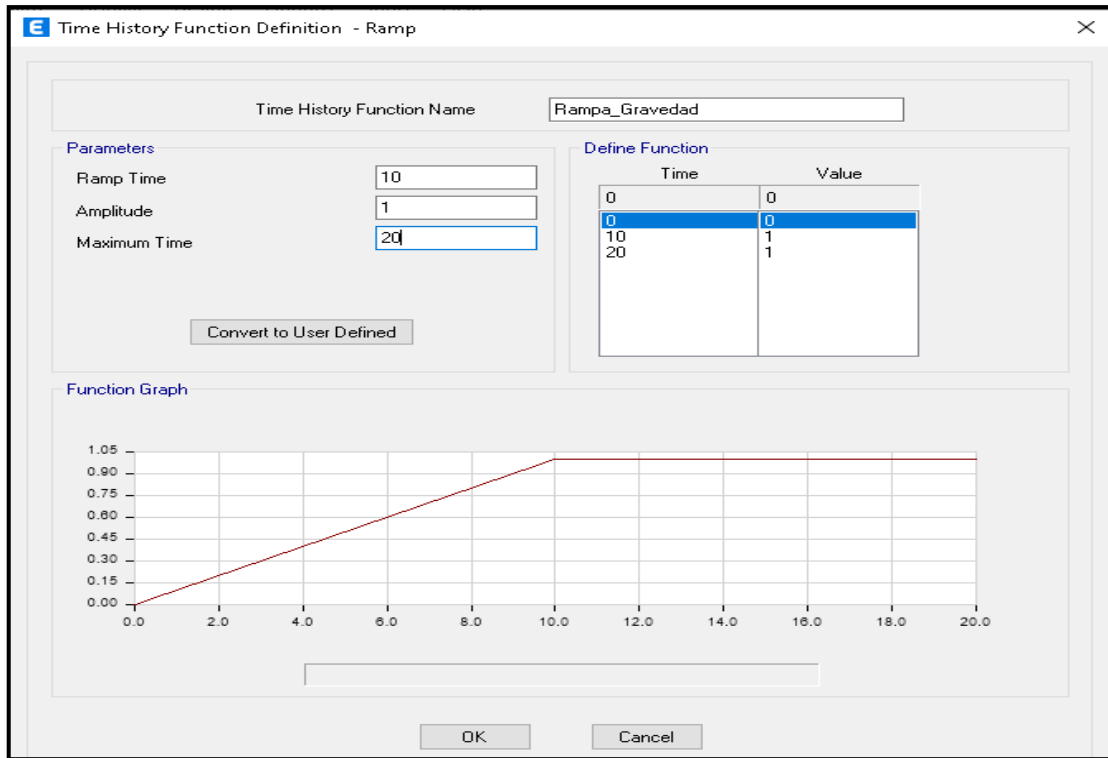 E Time History Function Definition - Ramp
Time History Function Name Rampa_Gravedad
Parameters
Ramp Time 10
Amplitude 1
Maximum Time 20
Convert to User Defined
Define Function
Time Value
0 0
0 0
10 1
20 1
Function Graph
1.05
0.90
0.75
0.60
0.45
0.30
0.15
0.00
0.0 2.0 4.0 6.0 8.0 10.0 12.0 14.0 16.0 18.0 20.0
OK Cancel